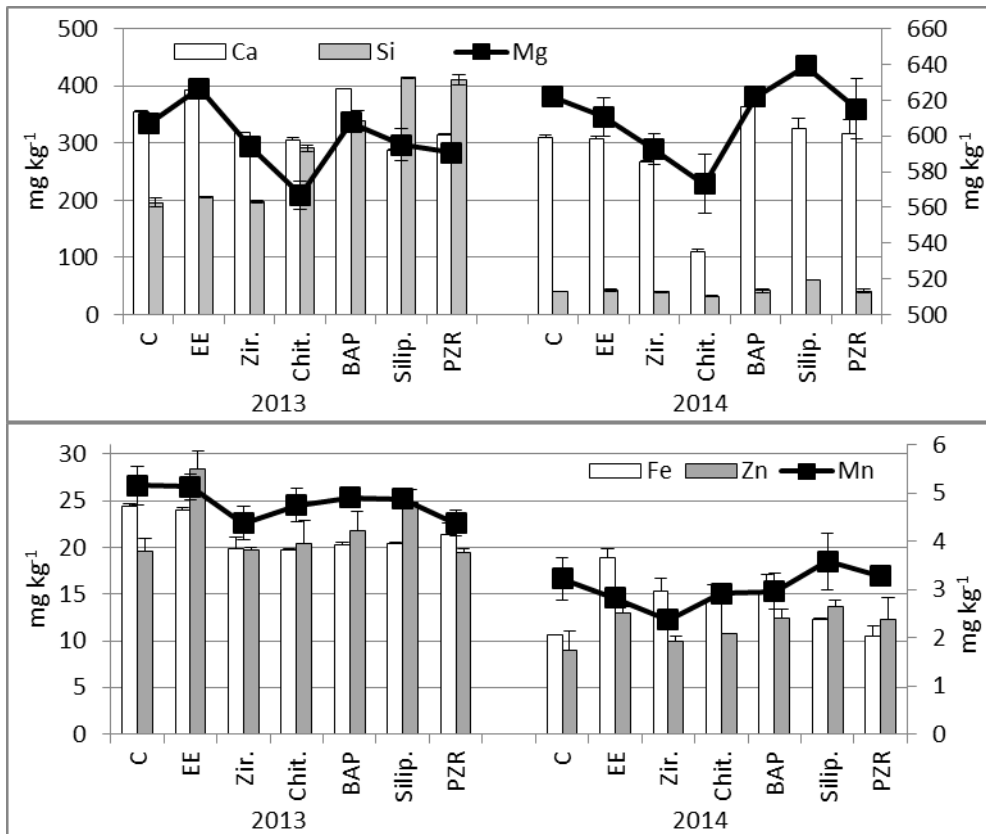 500
400
300
200
100
0
mg kg-1
Ca
Si
Mg
660
640
620
600
580
560
540
520
500
mg kg-1
C EE Zir. Chit. BAP Silip. PZR C EE Zir. Chit. BAP Silip. PZR
2013 2014
30
25
20
15
10
5
0
mg kg-1
Fe
Zn
Mn
6
5
4
3
2
1
0
mg kg-1
C EE Zir. Chit. BAP Silip. PZR C EE Zir. Chit. BAP Silip. PZR
2013 2014